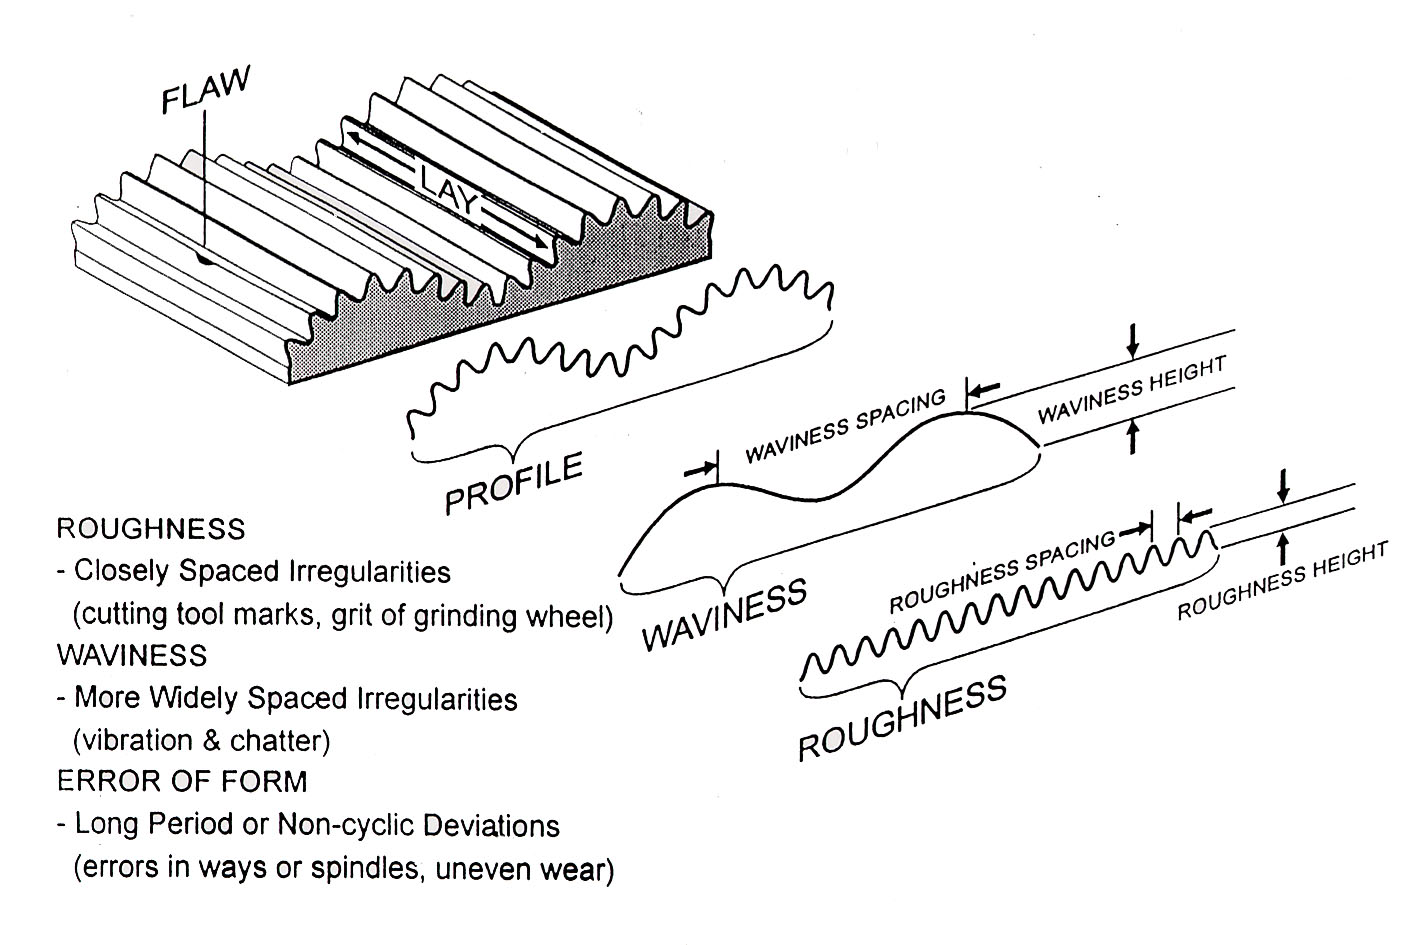 FLAW
LAY
PROFILE
WAVINESS SPACING
WAVINESS HEIGHT
WAVINESS
ROUGHNESS SPACING
ROUGHNESS HEIGHT
ROUGHNESS
ROUGHNESS
- Closely Spaced Irregularities
(cutting tool marks, grit of grinding wheel)
WAVINESS
- More Widely Spaced Irregularities
(vibration & chatter)
ERROR OF FORM
- Long Period or Non-cyclic Deviations
(errors in ways or spindles, uneven wear)